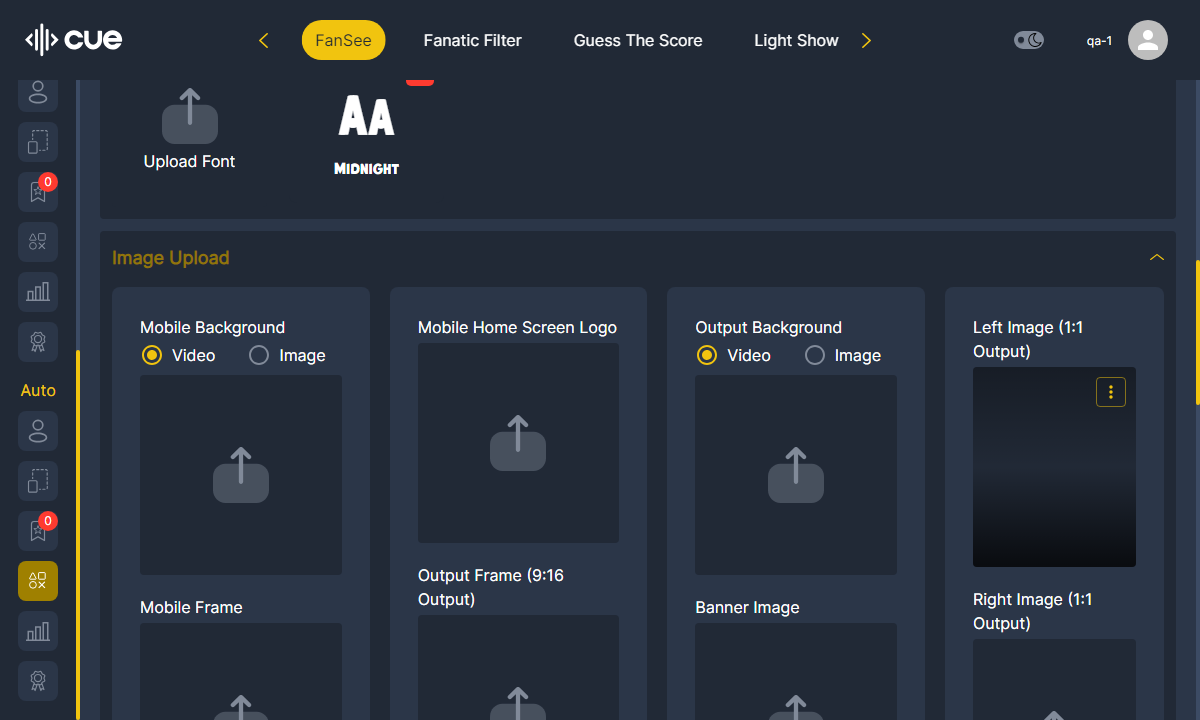 cue
FanSee
Fanatic Filter
Guess The Score
Light Show
qa-1
0
Auto
0
Upload Font
AA
MIDNIGHT
Image Upload
Mobile Background
Video
Image
Mobile Frame
Mobile Home Screen Logo
Output Frame (9:16
Output)
Output Background
Video
Image
Banner Image
Left Image (1:1
Output)
Right Image (1:1
Output)